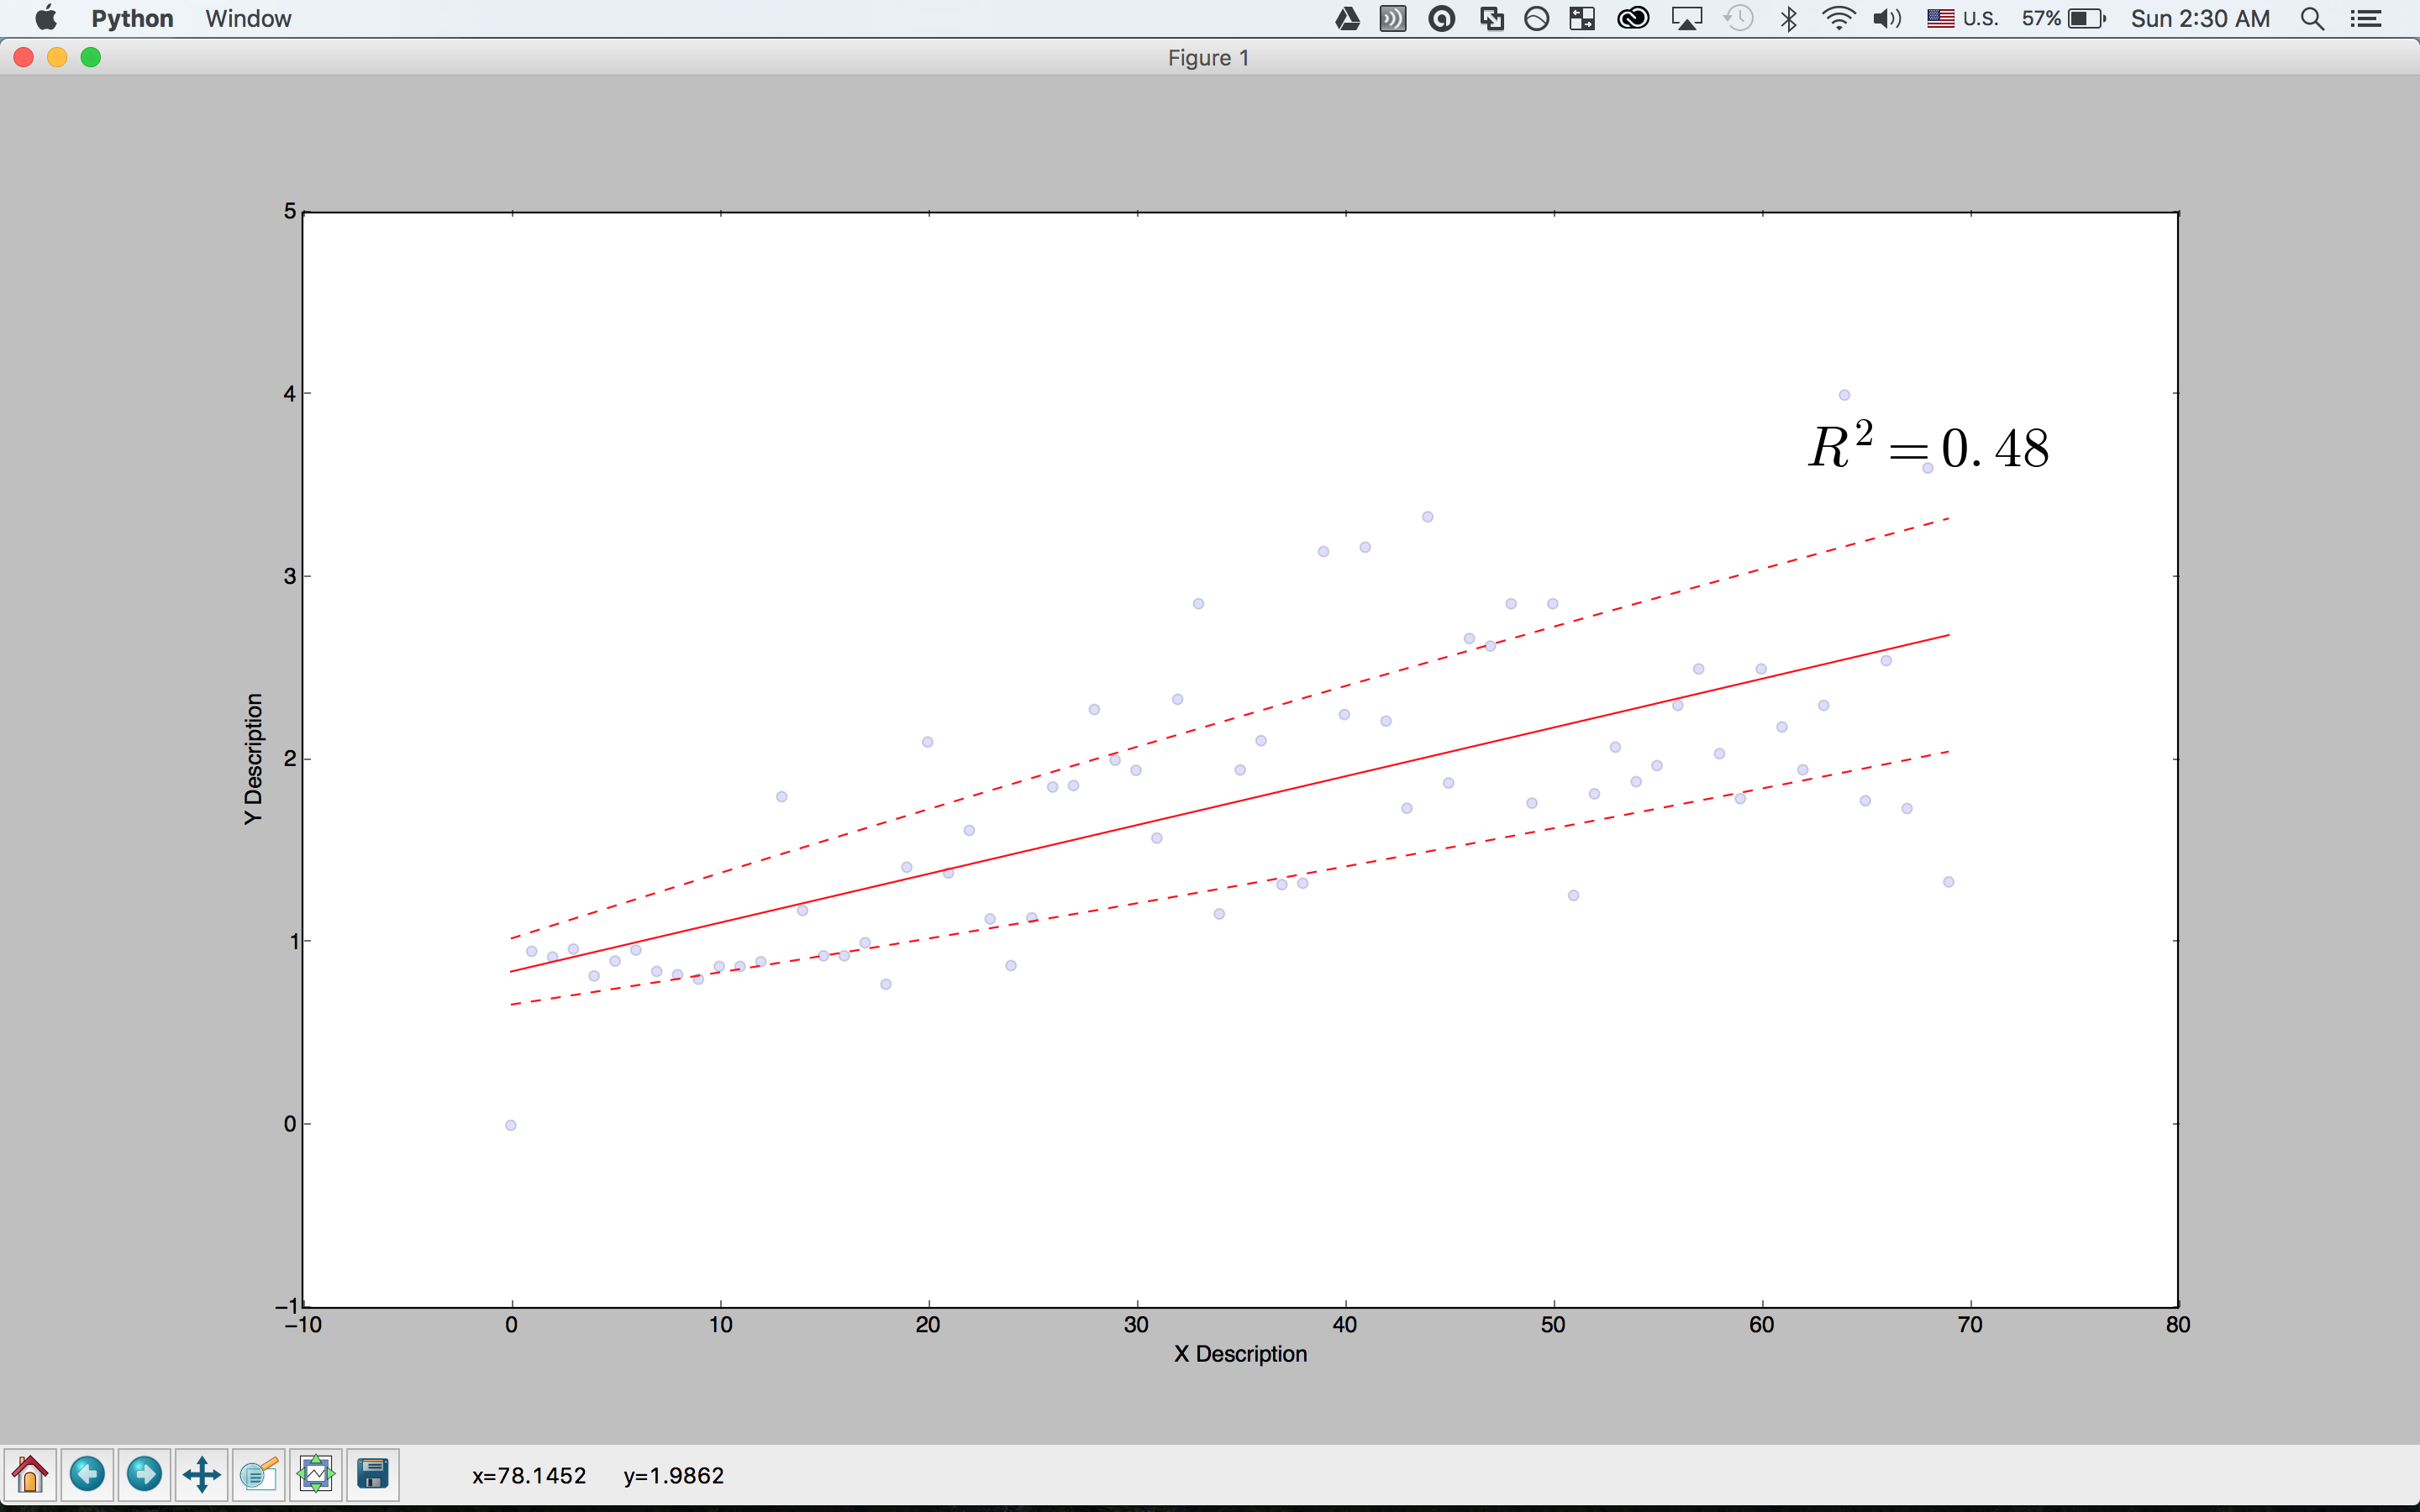 Python Window U.S. 57% Sun 2:30 AM
Figure 1
5
4
R² = 0.48
3
2
1
0
−1
Y Description
−10 0 10 20 30 40 50 60 70 80
X Description
x=78.1452 y=1.9862